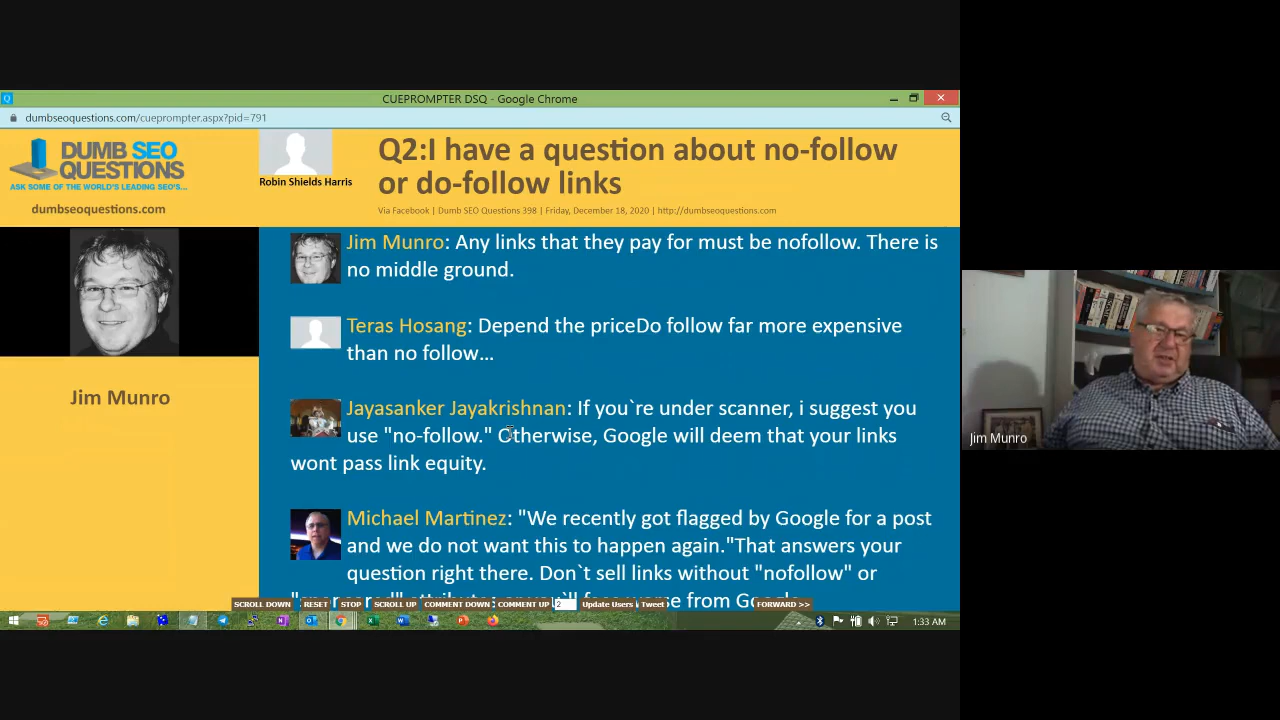 CUEPROMPTER DSQ - Google Chrome
dumbseoquestions.com/cueprompter.aspx?pid=791
DUMB SEO
QUESTIONS
ASK SOME OF THE WORLD'S LEADING SEO'S...
dumbseoquestions.com
Robin Shields Harris
Q2:I have a question about no-follow
or do-follow links
Via Facebook | Dumb SEO Questions 398 | Friday, December 18, 2020 | http://dumbseoquestions.com
Jim Munro
Jim Munro: Any links that they pay for must be nofollow. There is
no middle ground.
Teras Hosang: Depend the priceDo follow far more expensive
than no follow...
Jayasanker Jayakrishnan: If you`re under scanner, i suggest you
use "no-follow." Otherwise, Google will deem that your links
wont pass link equity.
Michael Martinez: "We recently got flagged by Google for a post
and we do not want this to happen again."That answers your
question right there. Don`t sell links without "nofollow" or
SCROLL DOWN RESET STOP SCROLL UP COMMENT DOWN COMMENT UP 2 Update Users Tweet FORWARD >>
1:33 AM
Jim Munro